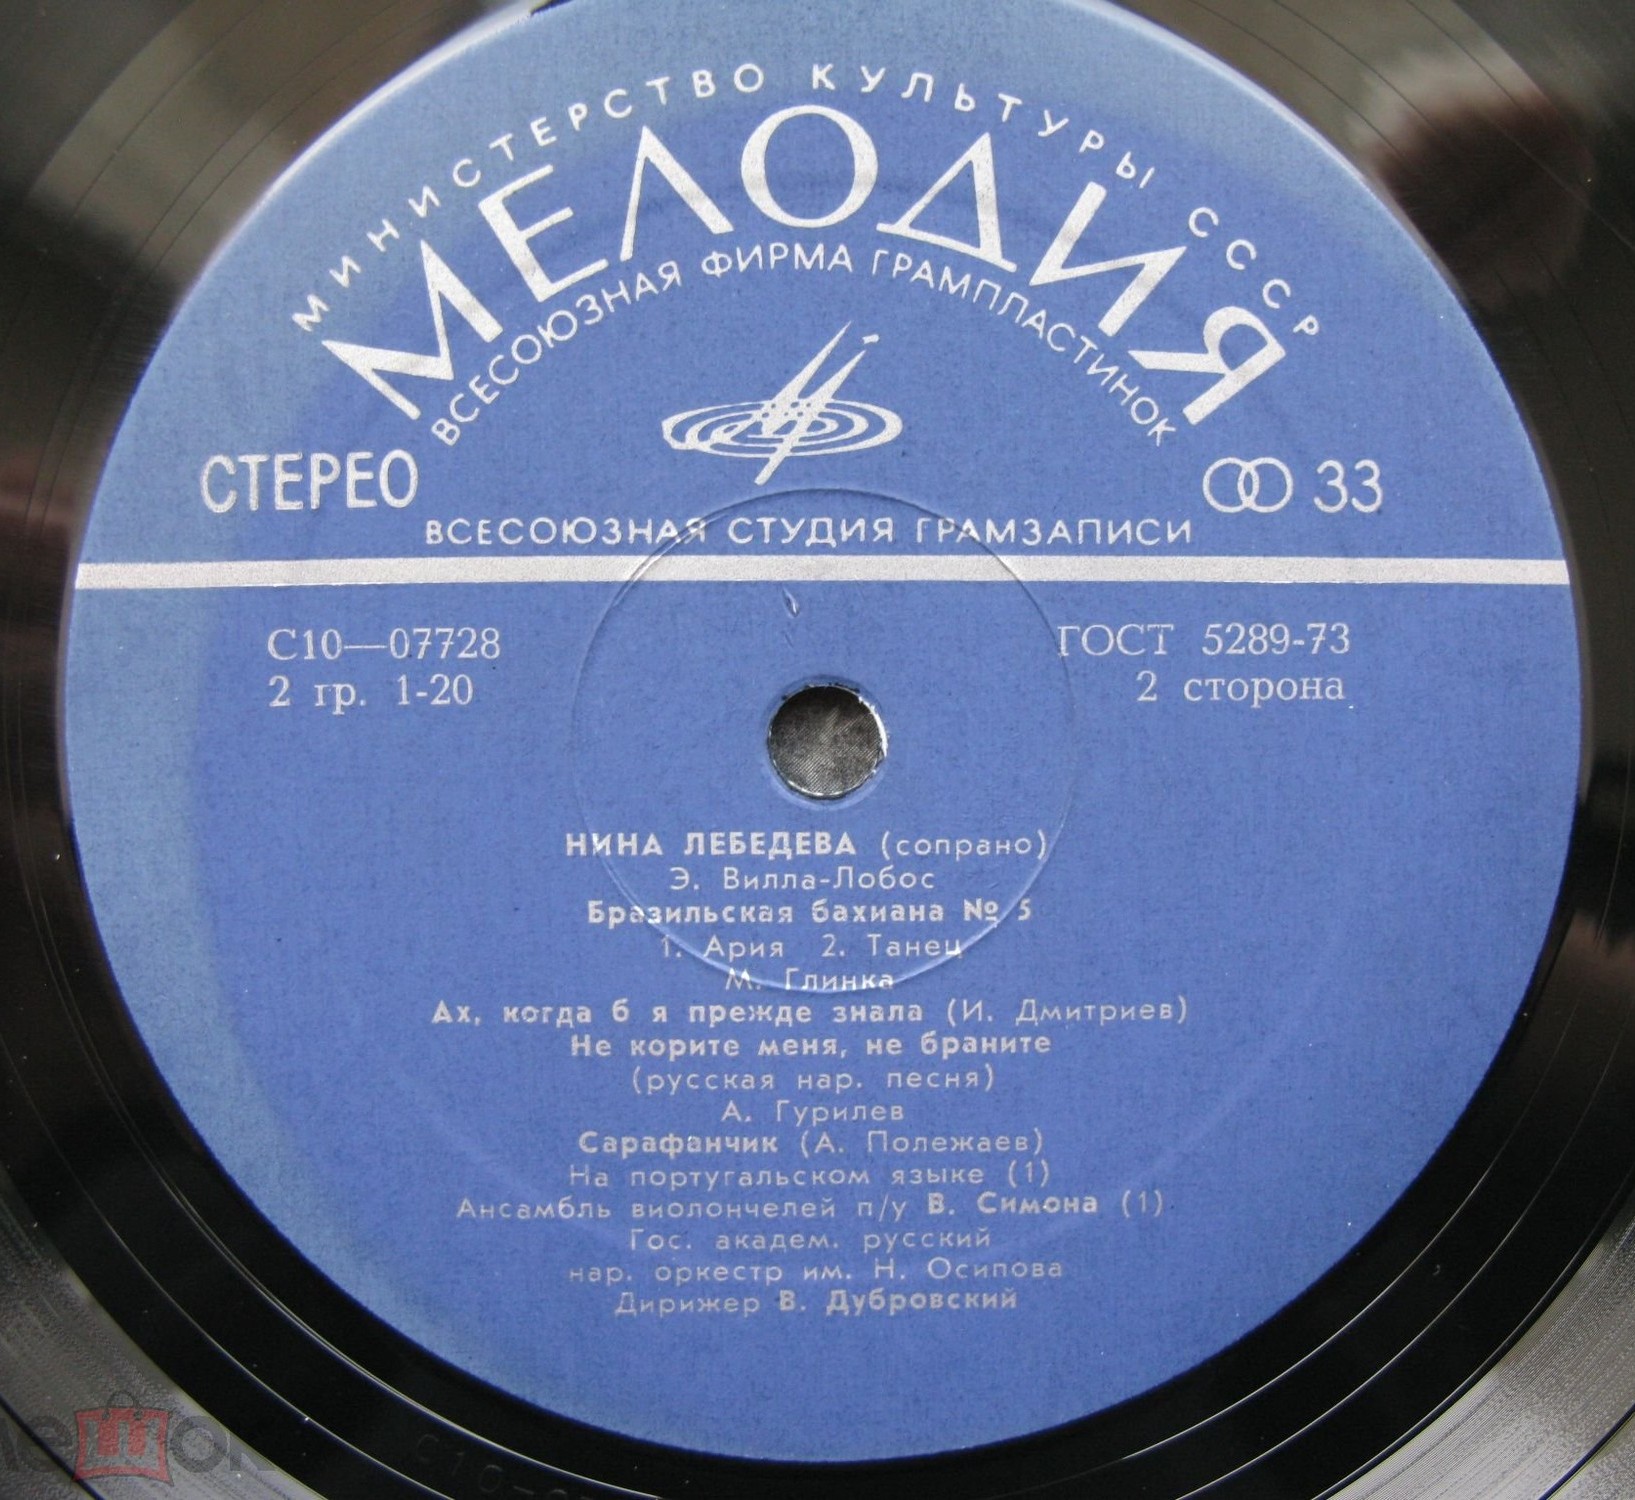 МИНИСТЕРСТВО КУЛЬТУРЫ СССР
МЕЛОДИЯ
ВСЕСОЮЗНАЯ ФИРМА ГРАМПЛАСТИНОК
СТЕРЕО
33
ВСЕСОЮЗНАЯ СТУДИЯ ГРАМЗАПИСИ
С10—07728
ГОСТ 5289-73
2 гр. 1-20
2 сторона
НИНА ЛЕБЕДЕВА (сопрано)
Э. Вилла-Лобос
Бразильская бахиана № 5
1. Ария 2. Танец
М. Глинка
Ах, когда б я прежде знала (И. Дмитриев)
Не корите меня, не браните
(русская нар. песня)
А. Гурилев
Сарафанчик (А. Полежаев)
На португальском языке (1)
Ансамбль виолончелей п/у В. Симона (1)
Гос. академ. русский
нар. оркестр им. Н. Осипова
Дирижер В. Дубровский